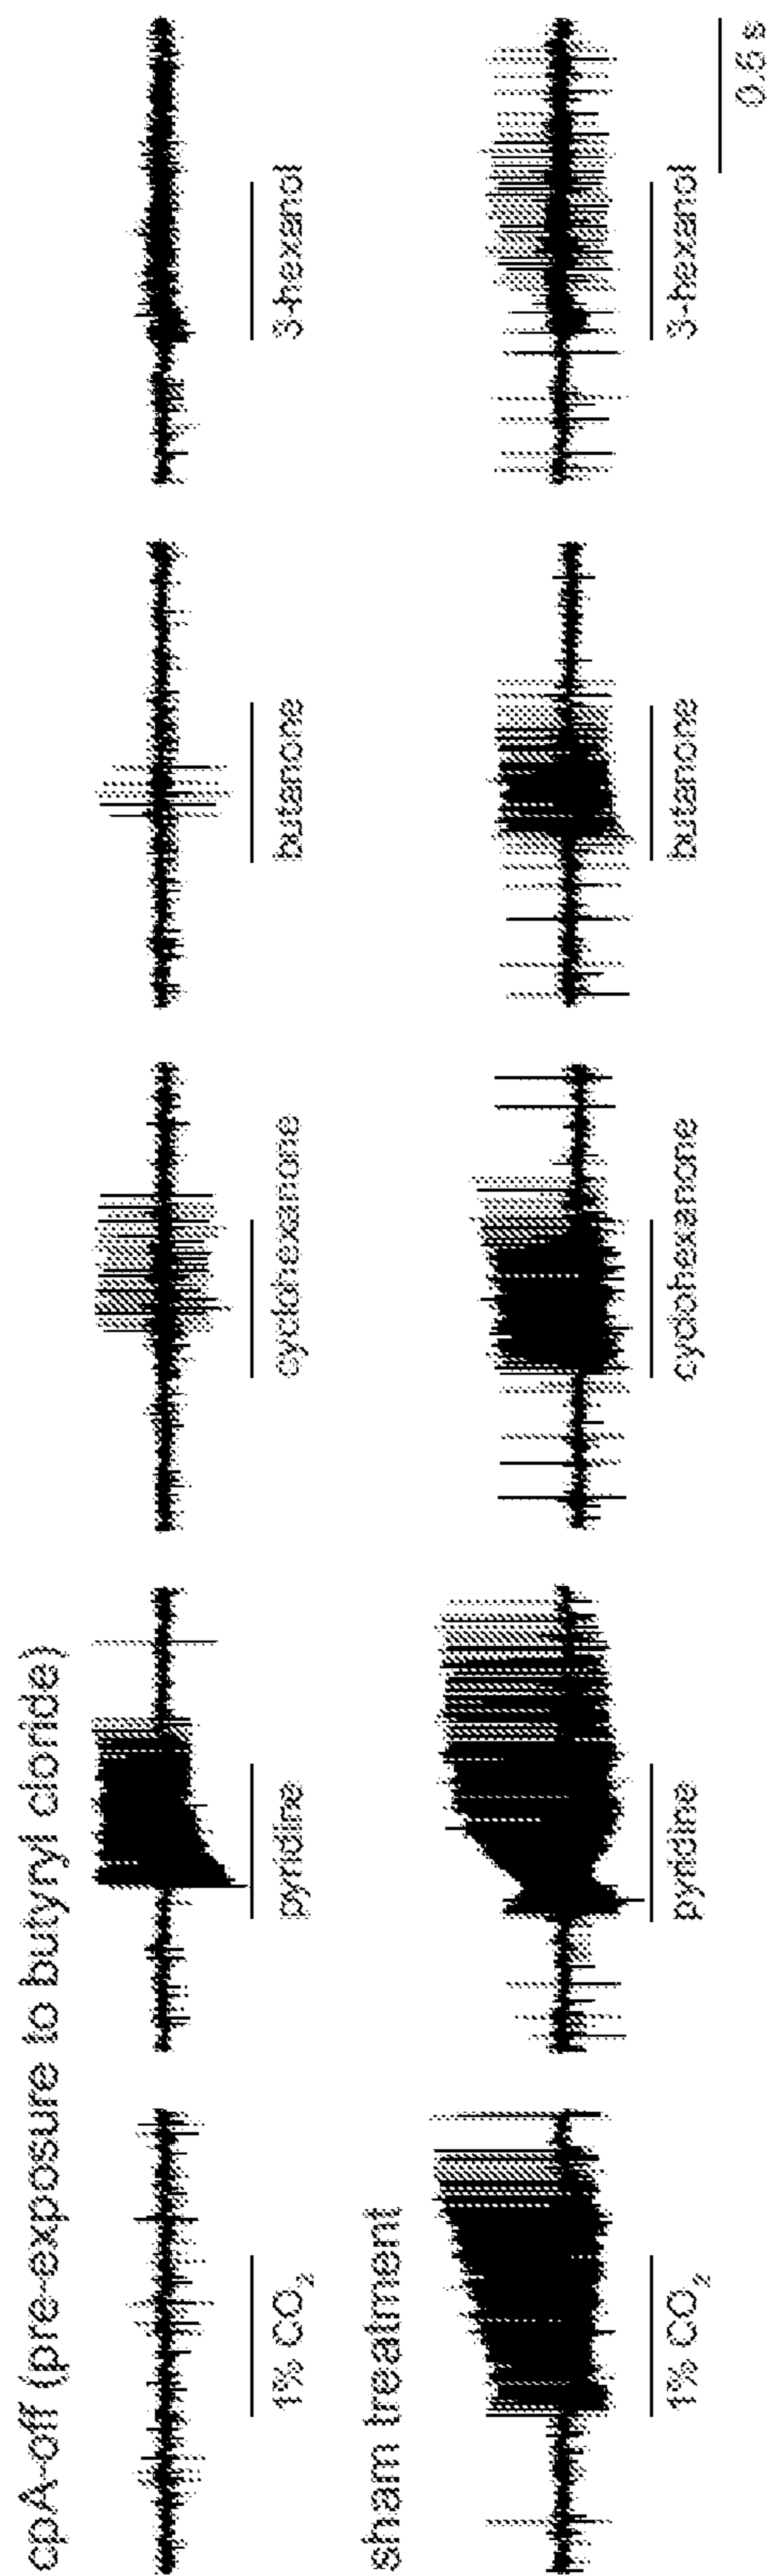 cpA-off (pre-exposure to butyryl cloride)
1% CO₂
pyridine
cyclohexanone
butanone
3-hexanol
sham treatment
1% CO₂
pyridine
cyclohexanone
butanone
3-hexanol
0.5 s